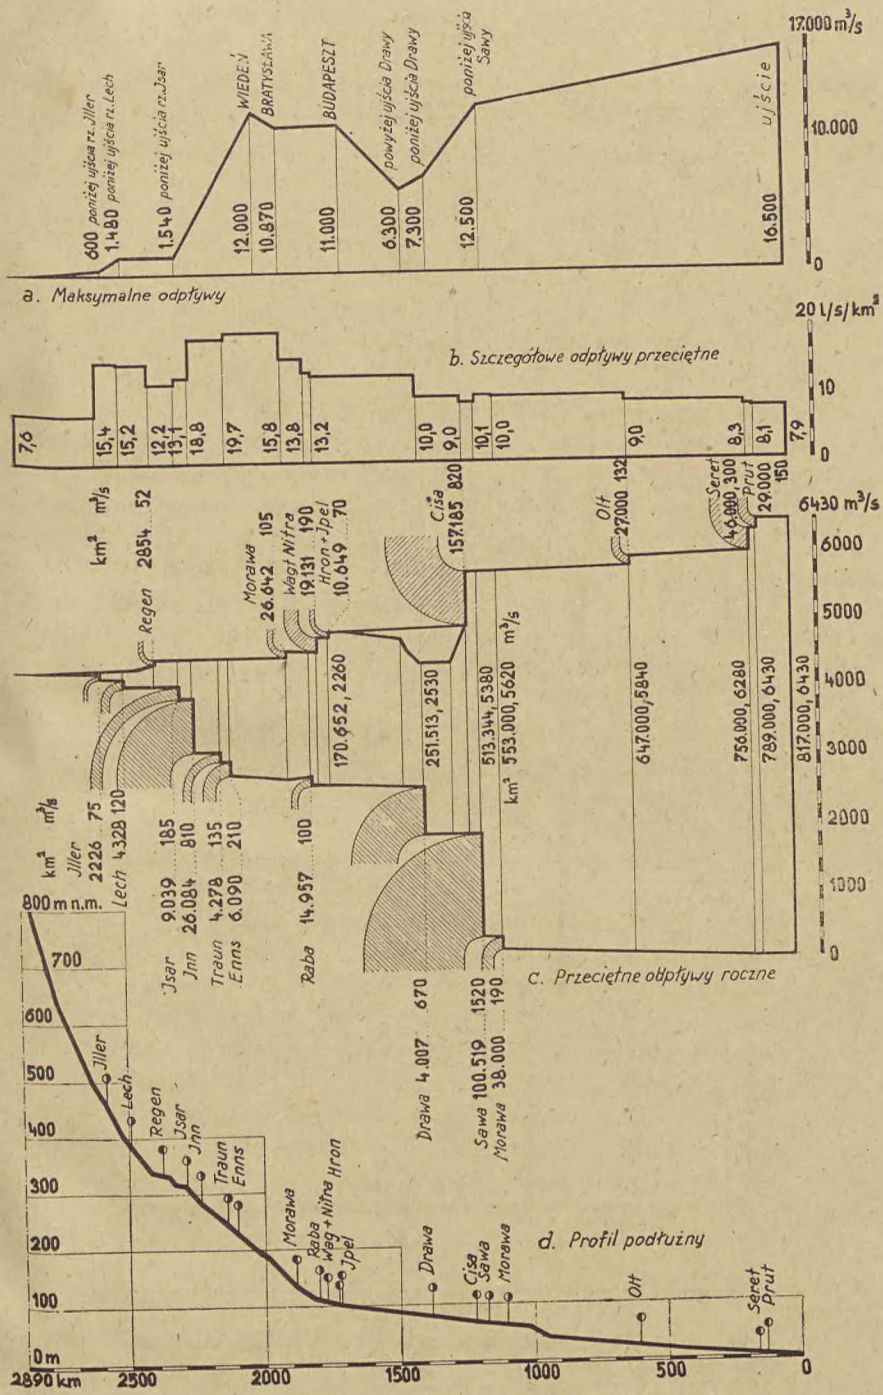 17.000 m³/s
10.000
0
600 poniżej ujścia rz. Jller
1.480 poniżej ujścia rz. Lech
1.540 poniżej ujścia rz. Jsar
WIEDEŃ
12.000
BRATYSŁAWA
10.870
BUDAPESZT
11.000
powyżej ujścia Drawy
6.300
poniżej ujścia Drawy
7.300
poniżej ujścia Sawy
12.500
ujście
16.500
a. Maksymalne odpływy
20 l/s/km²
10
0
b. Szczegółowe odpływy przeciętne
7,6
15,4
15,2
12,2
13,1
18,8
19,7
15,8
13,8
13,2
10,0
9,0
10,1
10,0
9,0
8,3
8,1
7,9
km² m³/s
Regen 2854 52
Morawa 26.642 105
Wag+Nitra 19.131 190
Hron+Jpel 10.649 70
Cisa 157.185 820
Olt 27.000 132
Seret 46.000, 300
Prut 29.000 150
6430 m³/s
6000
5000
4000
3000
2000
1000
0
170.652, 2260
251.513, 2530
513.344, 5380
km² 553.000, 5620 m³/s
647.000, 5840
756.000, 6280
789.000, 6430
817.000, 6430
km² m³/s
Jller 2226 75
Lech 4328 120
Jsar 9.039 185
Jnn 26.084 810
Traun 4.278 135
Enns 6.090 210
Raba 14.957 100
Drawa 4.007 670
Sawa 100.519 1520
Morawa 38.000 190
c. Przeciętne odpływy roczne
800 m n.m.
700
600
500
400
300
200
100
0 m
Jller
Lech
Regen
Jsar
Jnn
Traun
Enns
Morawa
Raba
Wag+Nitra
Hron
Jpel
Drawa
Cisa
Sawa
Morawa
Olt
Seret
Prut
d. Profil podłużny
2890 km
2500
2000
1500
1000
500
0